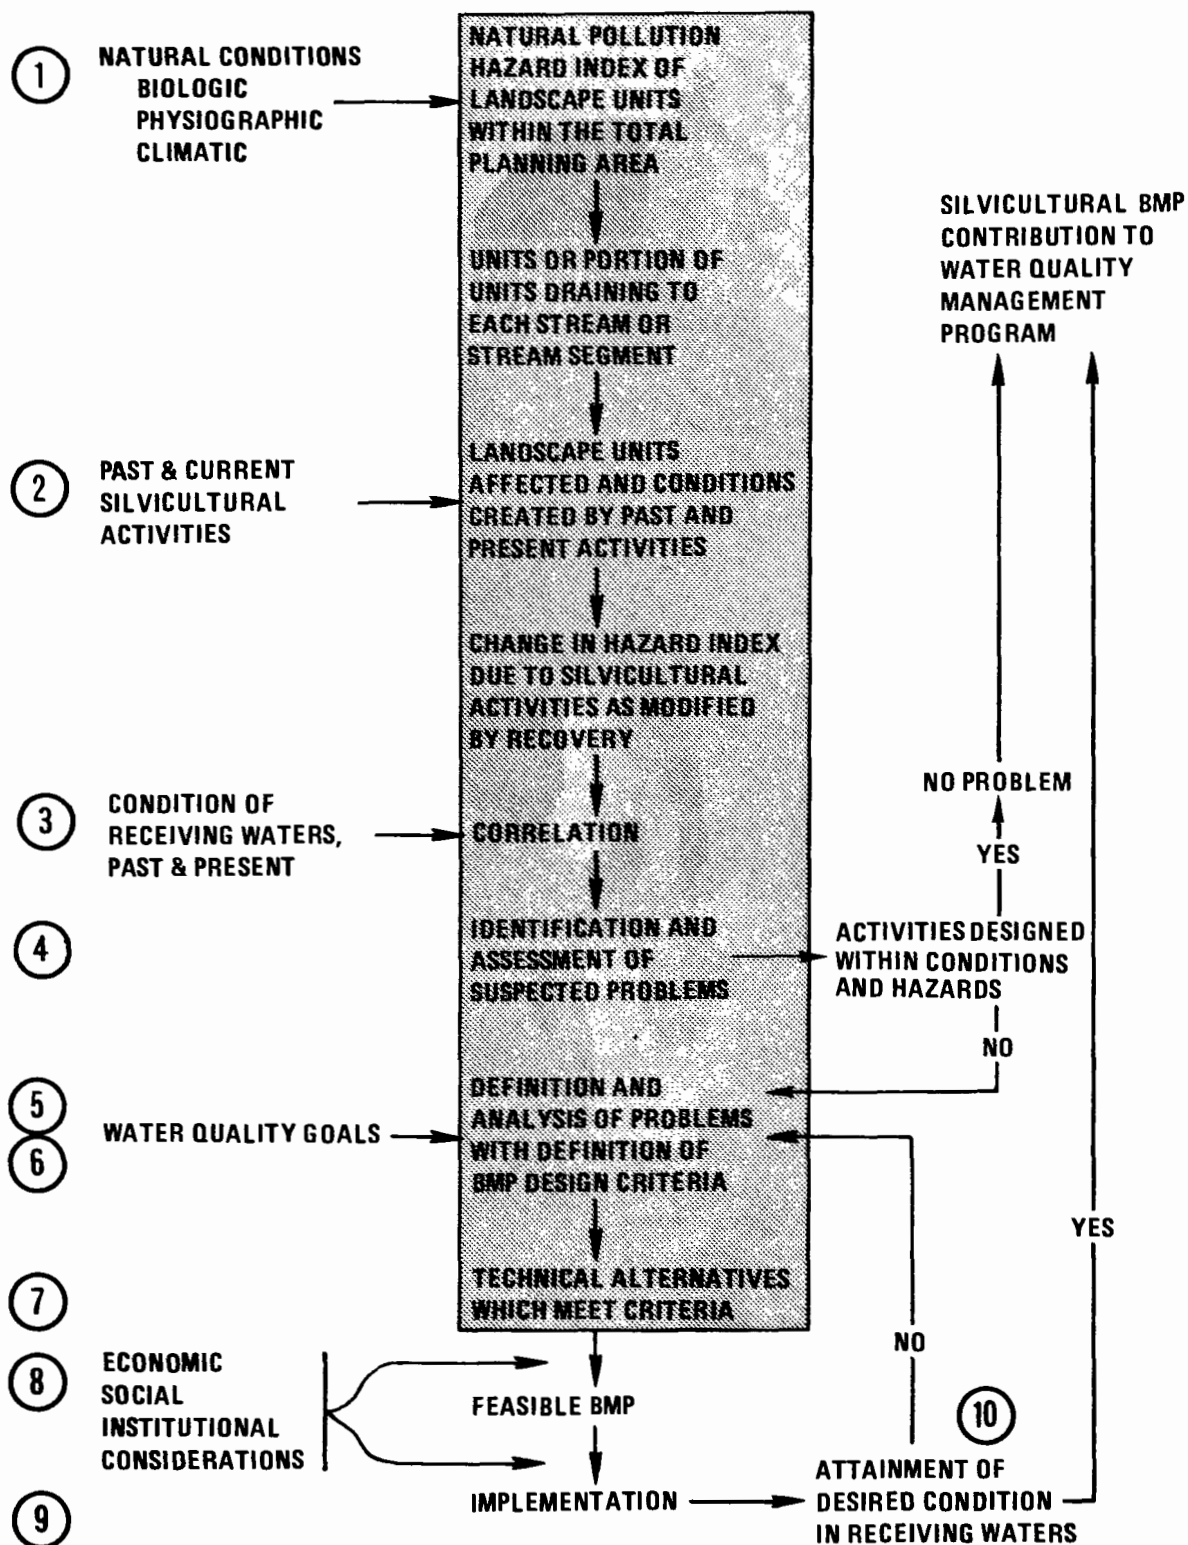 1
NATURAL CONDITIONS
BIOLOGIC
PHYSIOGRAPHIC
CLIMATIC
NATURAL POLLUTION
HAZARD INDEX OF
LANDSCAPE UNITS
WITHIN THE TOTAL
PLANNING AREA
SILVICULTURAL BMP
CONTRIBUTION TO
WATER QUALITY
MANAGEMENT
PROGRAM
UNITS OR PORTION OF
UNITS DRAINING TO
EACH STREAM OR
STREAM SEGMENT
2
PAST & CURRENT
SILVICULTURAL
ACTIVITIES
LANDSCAPE UNITS
AFFECTED AND CONDITIONS
CREATED BY PAST AND
PRESENT ACTIVITIES
CHANGE IN HAZARD INDEX
DUE TO SILVICULTURAL
ACTIVITIES AS MODIFIED
BY RECOVERY
3
CONDITION OF
RECEIVING WATERS,
PAST & PRESENT
CORRELATION
NO PROBLEM
YES
4
IDENTIFICATION AND
ASSESSMENT OF
SUSPECTED PROBLEMS
ACTIVITIES DESIGNED
WITHIN CONDITIONS
AND HAZARDS
NO
5
6
WATER QUALITY GOALS
DEFINITION AND
ANALYSIS OF PROBLEMS
WITH DEFINITION OF
BMP DESIGN CRITERIA
YES
7
TECHNICAL ALTERNATIVES
WHICH MEET CRITERIA
NO
8
ECONOMIC
SOCIAL
INSTITUTIONAL
CONSIDERATIONS
FEASIBLE BMP
9
IMPLEMENTATION
10
ATTAINMENT OF
DESIRED CONDITION
IN RECEIVING WATERS